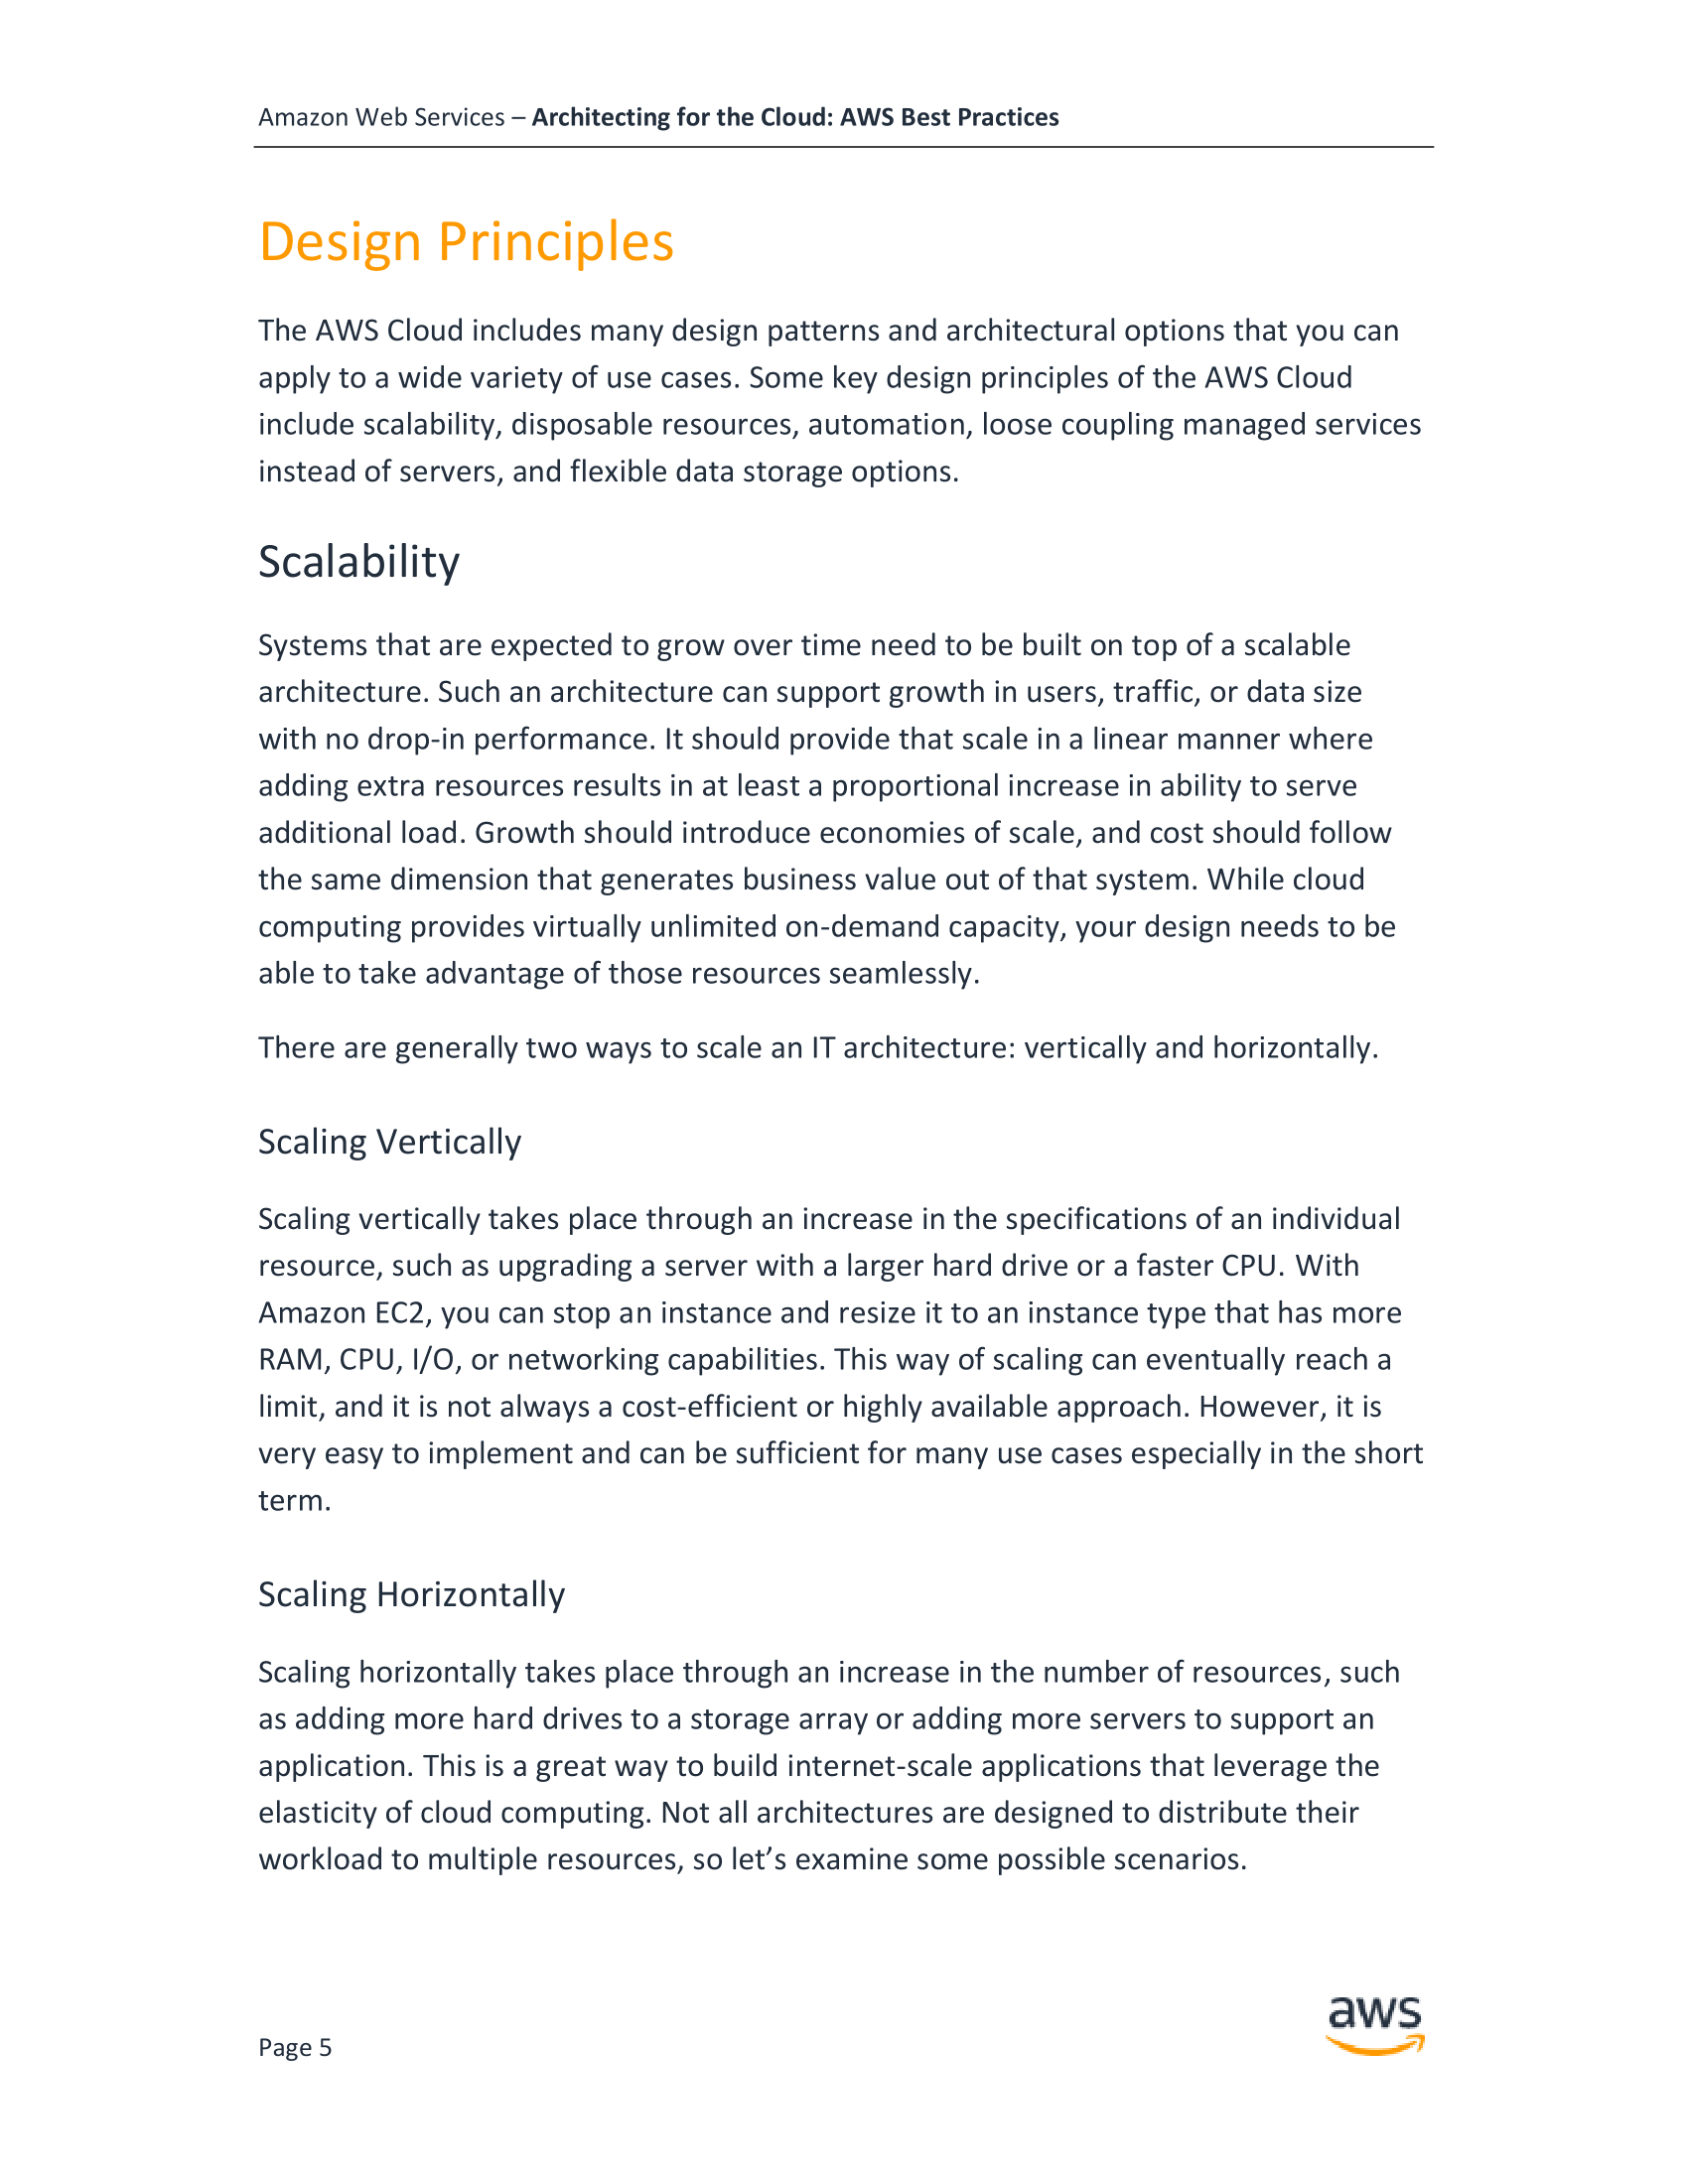 Amazon Web Services – Architecting for the Cloud: AWS Best Practices
Design Principles
The AWS Cloud includes many design patterns and architectural options that you can
apply to a wide variety of use cases. Some key design principles of the AWS Cloud
include scalability, disposable resources, automation, loose coupling managed services
instead of servers, and flexible data storage options.
Scalability
Systems that are expected to grow over time need to be built on top of a scalable
architecture. Such an architecture can support growth in users, traffic, or data size
with no drop-in performance. It should provide that scale in a linear manner where
adding extra resources results in at least a proportional increase in ability to serve
additional load. Growth should introduce economies of scale, and cost should follow
the same dimension that generates business value out of that system. While cloud
computing provides virtually unlimited on-demand capacity, your design needs to be
able to take advantage of those resources seamlessly.
There are generally two ways to scale an IT architecture: vertically and horizontally.
Scaling Vertically
Scaling vertically takes place through an increase in the specifications of an individual
resource, such as upgrading a server with a larger hard drive or a faster CPU. With
Amazon EC2, you can stop an instance and resize it to an instance type that has more
RAM, CPU, I/O, or networking capabilities. This way of scaling can eventually reach a
limit, and it is not always a cost-efficient or highly available approach. However, it is
very easy to implement and can be sufficient for many use cases especially in the short
term.
Scaling Horizontally
Scaling horizontally takes place through an increase in the number of resources, such
as adding more hard drives to a storage array or adding more servers to support an
application. This is a great way to build internet-scale applications that leverage the
elasticity of cloud computing. Not all architectures are designed to distribute their
workload to multiple resources, so let’s examine some possible scenarios.
aws
Page 5